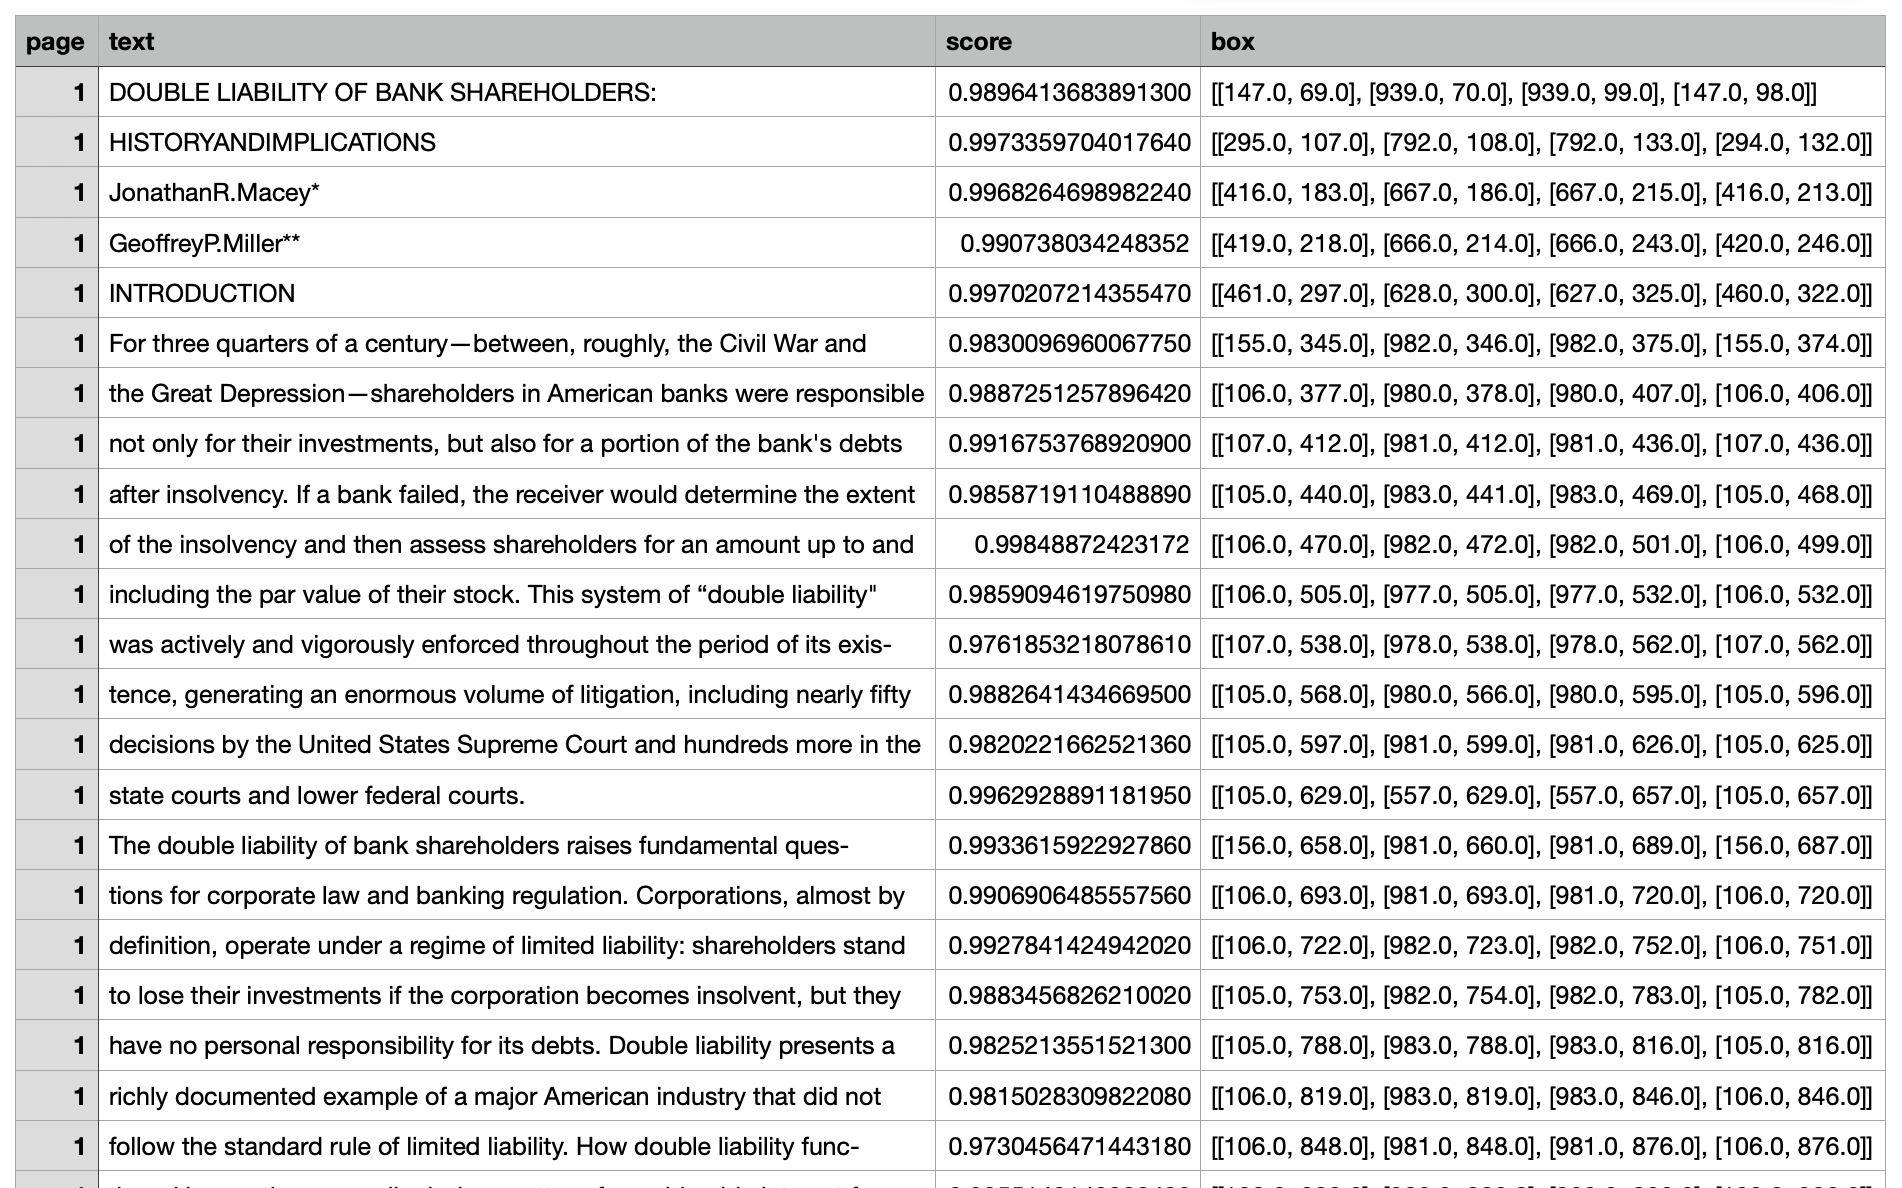 page text score box
1 DOUBLE LIABILITY OF BANK SHAREHOLDERS: 0.9896413683891300 [[147.0, 69.0], [939.0, 70.0], [939.0, 99.0], [147.0, 98.0]]
1 HISTORYANDIMPLICATIONS 0.9973359704017640 [[295.0, 107.0], [792.0, 108.0], [792.0, 133.0], [294.0, 132.0]]
1 JonathanR.Macey* 0.9968264698982240 [[416.0, 183.0], [667.0, 186.0], [667.0, 215.0], [416.0, 213.0]]
1 GeoffreyP.Miller** 0.990738034248352 [[419.0, 218.0], [666.0, 214.0], [666.0, 243.0], [420.0, 246.0]]
1 INTRODUCTION 0.9970207214355470 [[461.0, 297.0], [628.0, 300.0], [627.0, 325.0], [460.0, 322.0]]
1 For three quarters of a century—between, roughly, the Civil War and 0.9830096960067750 [[155.0, 345.0], [982.0, 346.0], [982.0, 375.0], [155.0, 374.0]]
1 the Great Depression—shareholders in American banks were responsible 0.9887251257896420 [[106.0, 377.0], [980.0, 378.0], [980.0, 407.0], [106.0, 406.0]]
1 not only for their investments, but also for a portion of the bank's debts 0.9916753768920900 [[107.0, 412.0], [981.0, 412.0], [981.0, 436.0], [107.0, 436.0]]
1 after insolvency. If a bank failed, the receiver would determine the extent 0.9858719110488890 [[105.0, 440.0], [983.0, 441.0], [983.0, 469.0], [105.0, 468.0]]
1 of the insolvency and then assess shareholders for an amount up to and 0.99848872423172 [[106.0, 470.0], [982.0, 472.0], [982.0, 501.0], [106.0, 499.0]]
1 including the par value of their stock. This system of “double liability" 0.9859094619750980 [[106.0, 505.0], [977.0, 505.0], [977.0, 532.0], [106.0, 532.0]]
1 was actively and vigorously enforced throughout the period of its exis- 0.9761853218078610 [[107.0, 538.0], [978.0, 538.0], [978.0, 562.0], [107.0, 562.0]]
1 tence, generating an enormous volume of litigation, including nearly fifty 0.9882641434669500 [[105.0, 568.0], [980.0, 566.0], [980.0, 595.0], [105.0, 596.0]]
1 decisions by the United States Supreme Court and hundreds more in the 0.9820221662521360 [[105.0, 597.0], [981.0, 599.0], [981.0, 626.0], [105.0, 625.0]]
1 state courts and lower federal courts. 0.9962928891181950 [[105.0, 629.0], [557.0, 629.0], [557.0, 657.0], [105.0, 657.0]]
1 The double liability of bank shareholders raises fundamental ques- 0.9933615922927860 [[156.0, 658.0], [981.0, 660.0], [981.0, 689.0], [156.0, 687.0]]
1 tions for corporate law and banking regulation. Corporations, almost by 0.9906906485557560 [[106.0, 693.0], [981.0, 693.0], [981.0, 720.0], [106.0, 720.0]]
1 definition, operate under a regime of limited liability: shareholders stand 0.9927841424942020 [[106.0, 722.0], [982.0, 723.0], [982.0, 752.0], [106.0, 751.0]]
1 to lose their investments if the corporation becomes insolvent, but they 0.9883456826210020 [[105.0, 753.0], [982.0, 754.0], [982.0, 783.0], [105.0, 782.0]]
1 have no personal responsibility for its debts. Double liability presents a 0.9825213551521300 [[105.0, 788.0], [983.0, 788.0], [983.0, 816.0], [105.0, 816.0]]
1 richly documented example of a major American industry that did not 0.9815028309822080 [[106.0, 819.0], [983.0, 819.0], [983.0, 846.0], [106.0, 846.0]]
1 follow the standard rule of limited liability. How double liability func- 0.9730456471443180 [[106.0, 848.0], [981.0, 848.0], [981.0, 876.0], [106.0, 876.0]]